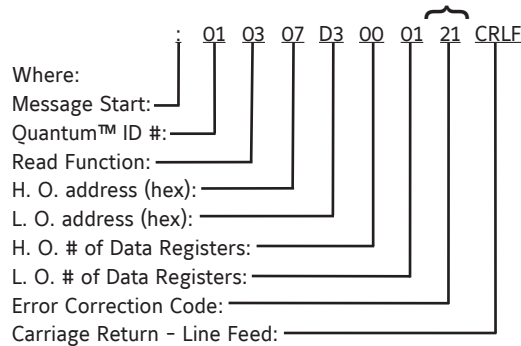 : 01 03 07 D3 00 01 21 CRLF
Where:
Message Start:
Quantum™ ID #:
Read Function:
H. O. address (hex):
L. O. address (hex):
H. O. # of Data Registers:
L. O. # of Data Registers:
Error Correction Code:
Carriage Return - Line Feed: